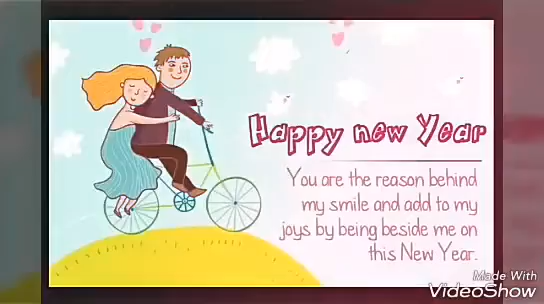 Happy new Year
You are the reason behind
my smile and add to my
joys by being beside me on
this New Year.
Made With
VideoShow